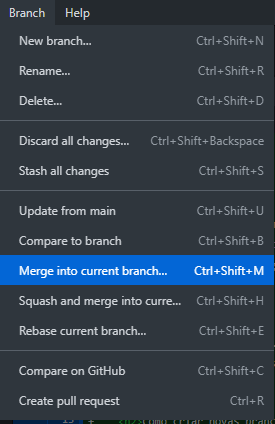 Branch Help
New branch... Ctrl+Shift+N
Rename... Ctrl+Shift+R
Delete... Ctrl+Shift+D
Discard all changes... Ctrl+Shift+Backspace
Stash all changes Ctrl+Shift+S
Update from main Ctrl+Shift+U
Compare to branch Ctrl+Shift+B
Merge into current branch... Ctrl+Shift+M
Squash and merge into curre... Ctrl+Shift+H
Rebase current branch... Ctrl+Shift+E
Compare on GitHub Ctrl+Shift+C
Create pull request Ctrl+R